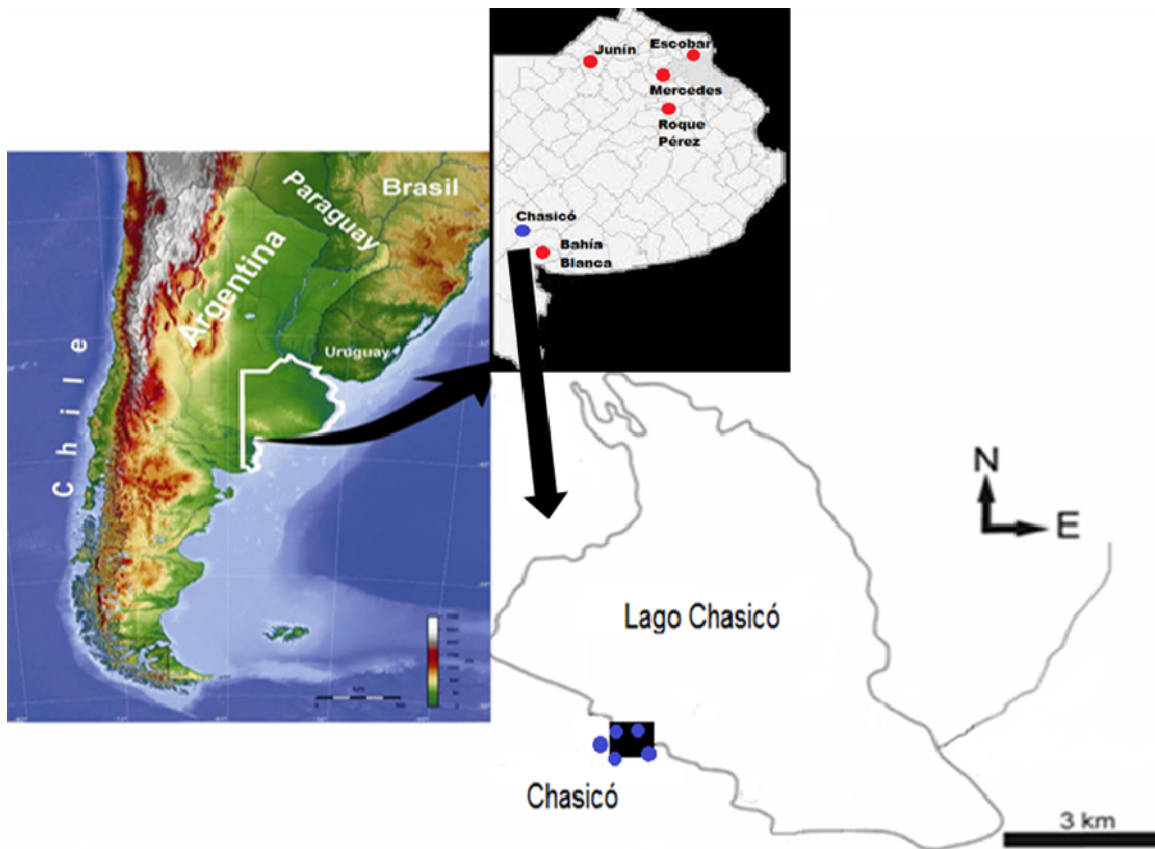 Junín
Escobar
Mercedes
Roque
Pérez
Chasicó
Bahía
Blanca
Brasil
Paraguay
Argentina
Uruguay
Chile
N
E
Lago Chasicó
Chasicó
3 km